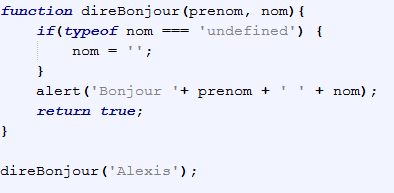 function direBonjour(prenom, nom){
    if(typeof nom === 'undefined') {
        nom = '';
    }
    alert('Bonjour '+ prenom + ' ' + nom);
    return true;
}

direBonjour('Alexis');